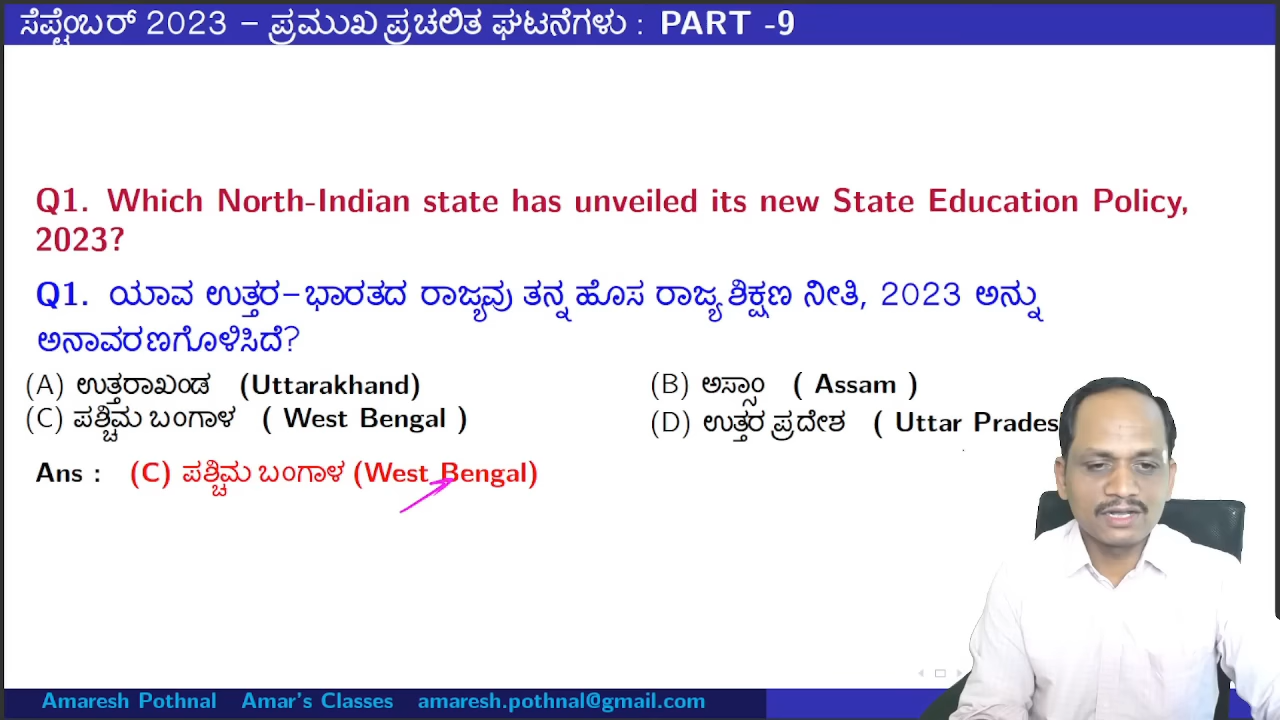 ಸೆಪ್ಟೆಂಬರ್ 2023 – ಪ್ರಮುಖ ಪ್ರಚಲಿತ ಘಟನೆಗಳು : PART -9
Q1. Which North-Indian state has unveiled its new State Education Policy,
2023?
Q1. ಯಾವ ಉತ್ತರ–ಭಾರತದ ರಾಜ್ಯವು ತನ್ನ ಹೊಸ ರಾಜ್ಯ ಶಿಕ್ಷಣ ನೀತಿ, 2023 ಅನ್ನು
ಅನಾವರಣಗೊಳಿಸಿದೆ?
(A) ಉತ್ತರಾಖಂಡ (Uttarakhand) (B) ಅಸ್ಸಾಂ ( Assam )
(C) ಪಶ್ಚಿಮ ಬಂಗಾಳ ( West Bengal ) (D) ಉತ್ತರ ಪ್ರದೇಶ ( Uttar Prades
Ans : (C) ಪಶ್ಚಿಮ ಬಂಗಾಳ (West Bengal)
Amaresh Pothnal Amar's Classes amaresh.pothnal@gmail.com